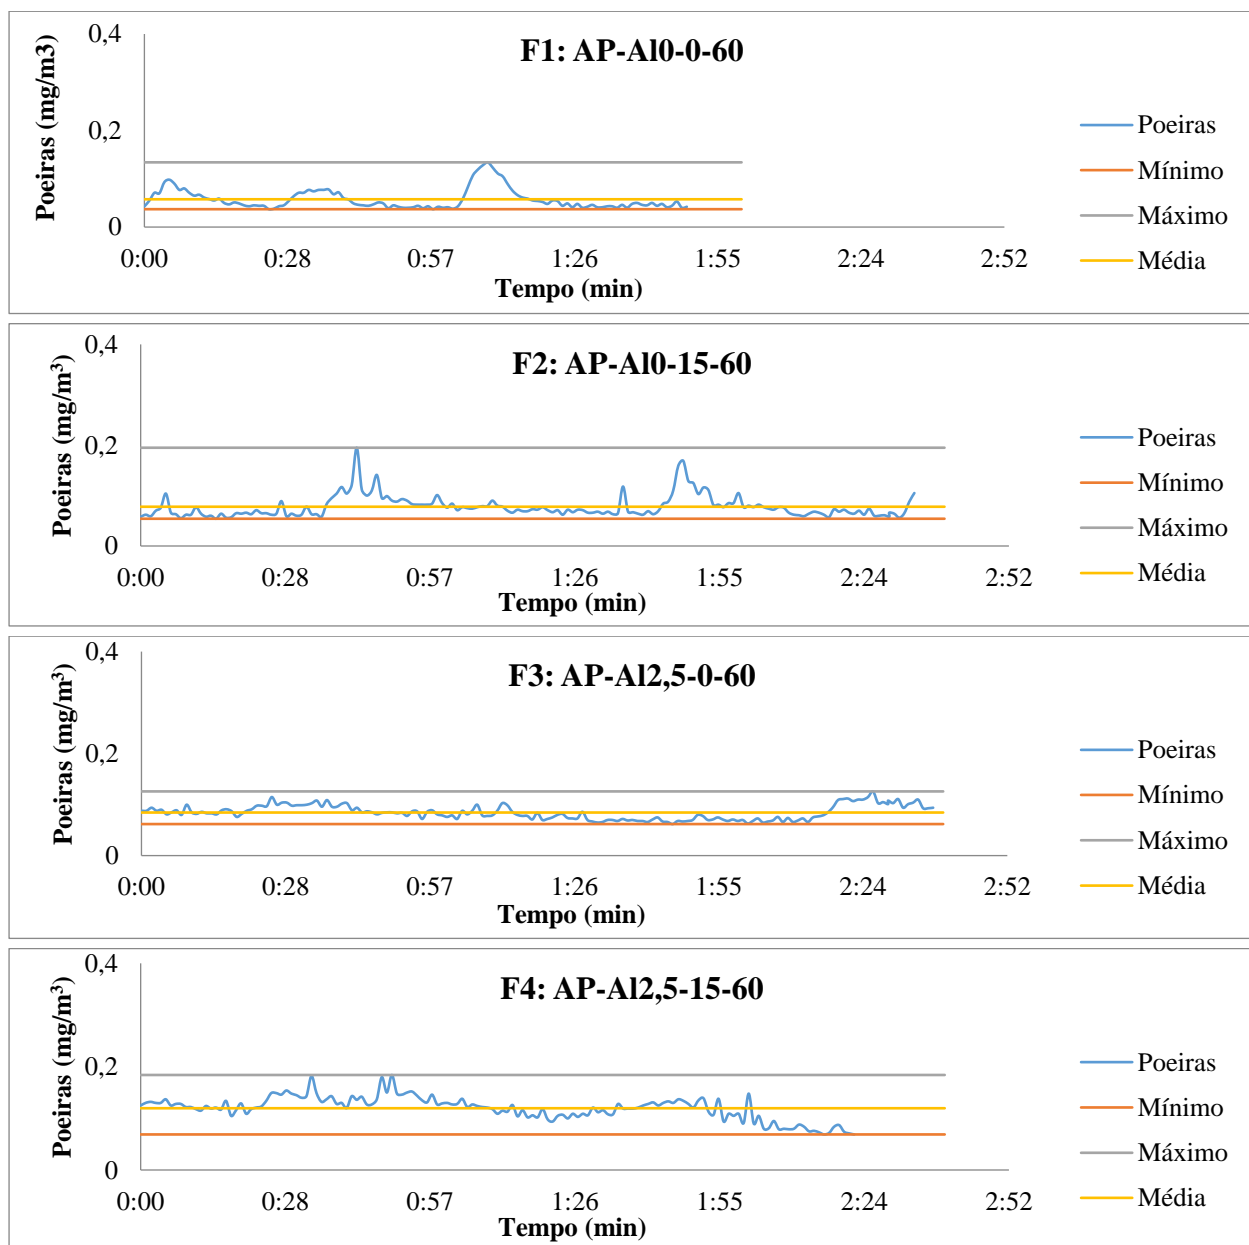 F1: AP-Al0-0-60
Poeiras (mg/m3)
0,4
0,2
0
0:00 0:28 0:57 1:26 1:55 2:24 2:52
Tempo (min)
Poeiras
Mínimo
Máximo
Média
F2: AP-Al0-15-60
Poeiras (mg/m³)
0,4
0,2
0
0:00 0:28 0:57 1:26 1:55 2:24 2:52
Tempo (min)
Poeiras
Mínimo
Máximo
Média
F3: AP-Al2,5-0-60
Poeiras (mg/m³)
0,4
0,2
0
0:00 0:28 0:57 1:26 1:55 2:24 2:52
Tempo (min)
Poeiras
Mínimo
Máximo
Média
F4: AP-Al2,5-15-60
Poeiras (mg/m³)
0,4
0,2
0
0:00 0:28 0:57 1:26 1:55 2:24 2:52
Tempo (min)
Poeiras
Mínimo
Máximo
Média